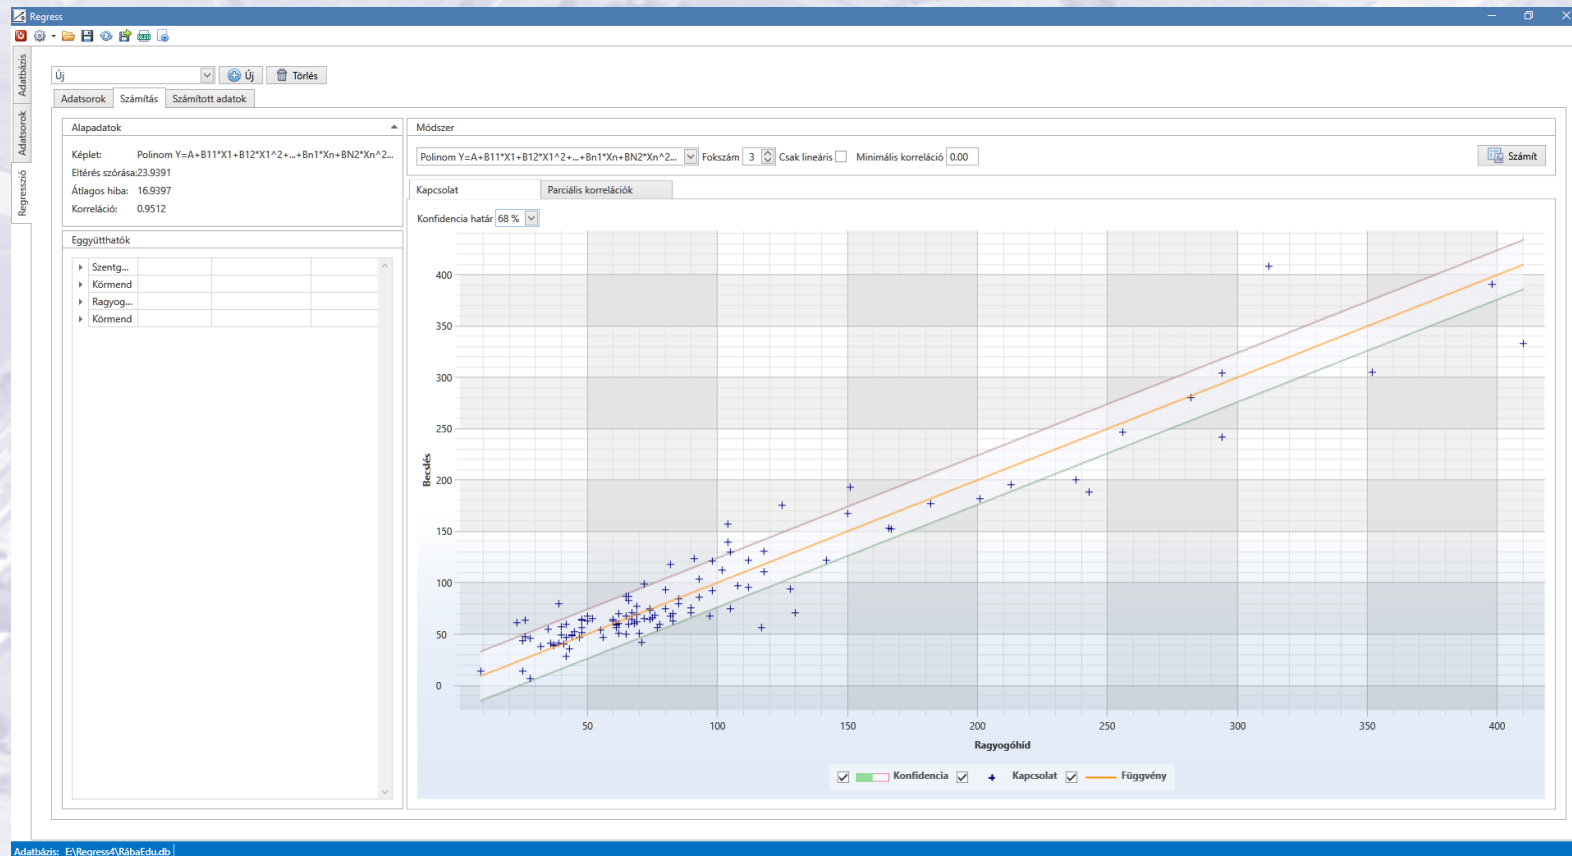 Regress
Adatbázis
Adatsorok
Regresszió
Új
Új
Törlés
Adatsorok Számítás Számított adatok
Alapadatok
Képlet: Polinom Y=A+B11*X1+B12*X1^2+...+Bn1*Xn+BN2*Xn^2...
Eltérés szórása:23.9391
Átlagos hiba: 16.9397
Korreláció: 0.9512
Eggyütthatók
Szentg...
Körmend
Ragyog...
Körmend
Módszer
Polinom Y=A+B11*X1+B12*X1^2+...+Bn1*Xn+BN2*Xn^2... Fokszám 3 Csak lineáris Minimális korreláció 0.00 Számít
Kapcsolat Parciális korrelációk
Konfidencia határ 68 %
400
350
300
250
200
150
100
50
0
Becslés
50 100 150 200 250 300 350 400
Ragyogóhíd
Konfidencia Kapcsolat Függvény
Adatbázis: E:\Regress4\RábaEdu.db